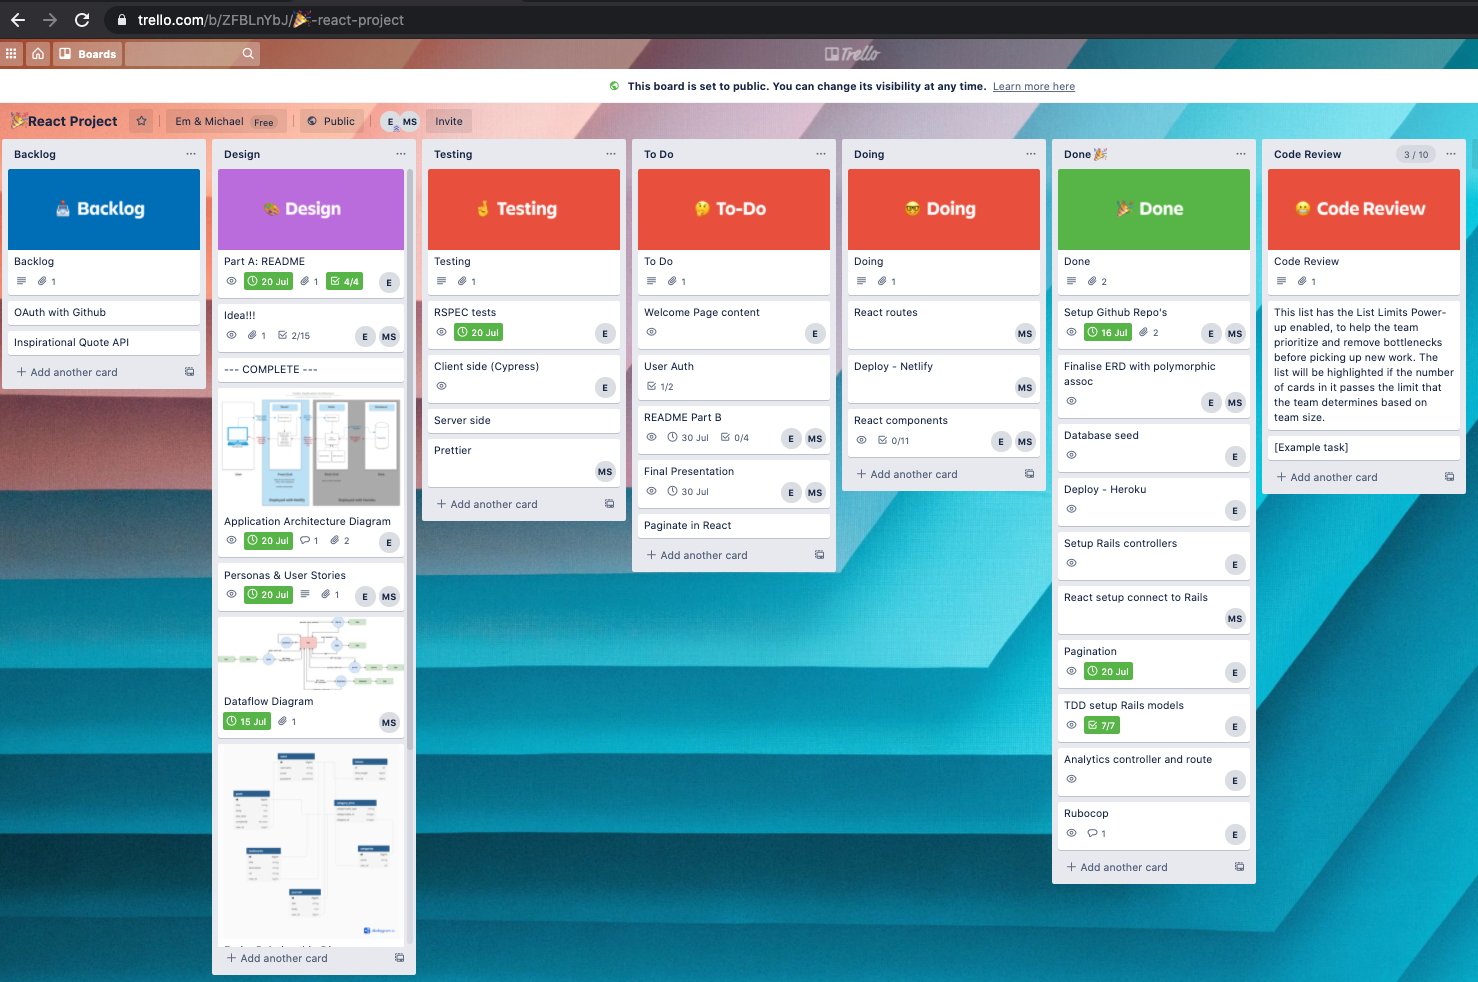 trello.com/b/ZFBLnYbJ/🎉-react-project
Boards
Trello
This board is set to public. You can change its visibility at any time. Learn more here
🎉React Project
Em & Michael Free
Public
E MS
Invite
Backlog
Backlog
Backlog
1
OAuth with Github
Inspirational Quote API
+ Add another card
Design
Design
Part A: README
20 Jul 1 4/4 E
Idea!!!
1 2/15 E MS
--- COMPLETE ---
Application Architecture Diagram
20 Jul 1 2 E
Personas & User Stories
20 Jul 1 E MS
Dataflow Diagram
15 Jul 1 MS
+ Add another card
Testing
Testing
Testing
1
RSPEC tests
20 Jul E
Client side (Cypress)
E
Server side
Prettier
MS
+ Add another card
To Do
To-Do
To Do
1
Welcome Page content
E
User Auth
1/2
README Part B
30 Jul 0/4 E MS
Final Presentation
30 Jul E MS
Paginate in React
+ Add another card
Doing
Doing
Doing
1
React routes
MS
Deploy - Netlify
MS
React components
0/11 E MS
+ Add another card
Done🎉
Done
Done
2
Setup Github Repo's
16 Jul 2 E MS
Finalise ERD with polymorphic
assoc
E MS
Database seed
E
Deploy - Heroku
E
Setup Rails controllers
E
React setup connect to Rails
MS
Pagination
20 Jul E
TDD setup Rails models
7/7 E
Analytics controller and route
E
Rubocop
1 E
+ Add another card
Code Review 3 / 10
Code Review
Code Review
1
This list has the List Limits Power-
up enabled, to help the team
prioritize and remove bottlenecks
before picking up new work. The
list will be highlighted if the number
of cards in it passes the limit that
the team determines based on
team size.
[Example task]
+ Add another card